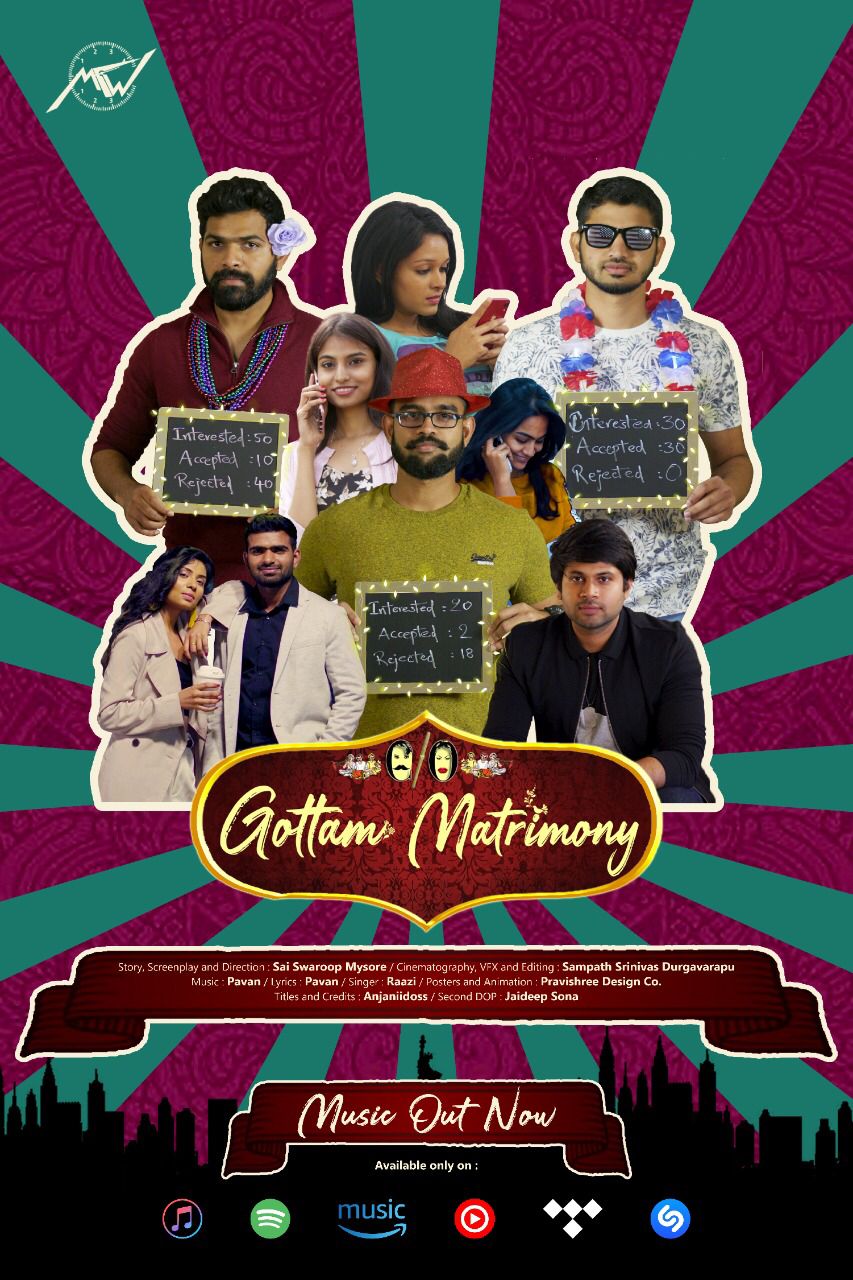 MFW
Interested : 50
Accepted : 10
Rejected : 40
Interested : 30
Accepted : 30
Rejected : 0
Interested : 20
Accepted : 2
Rejected : 18
Gottam Matrimony
Story, Screenplay and Direction : Sai Swaroop Mysore / Cinematography, VFX and Editing : Sampath Srinivas Durgavarapu
Music : Pavan / Lyrics : Pavan / Singer : Raazi / Posters and Animation : Pravishree Design Co.
Titles and Credits : Anjaniidoss / Second DOP : Jaideep Sona
Music Out Now
Available only on :
music